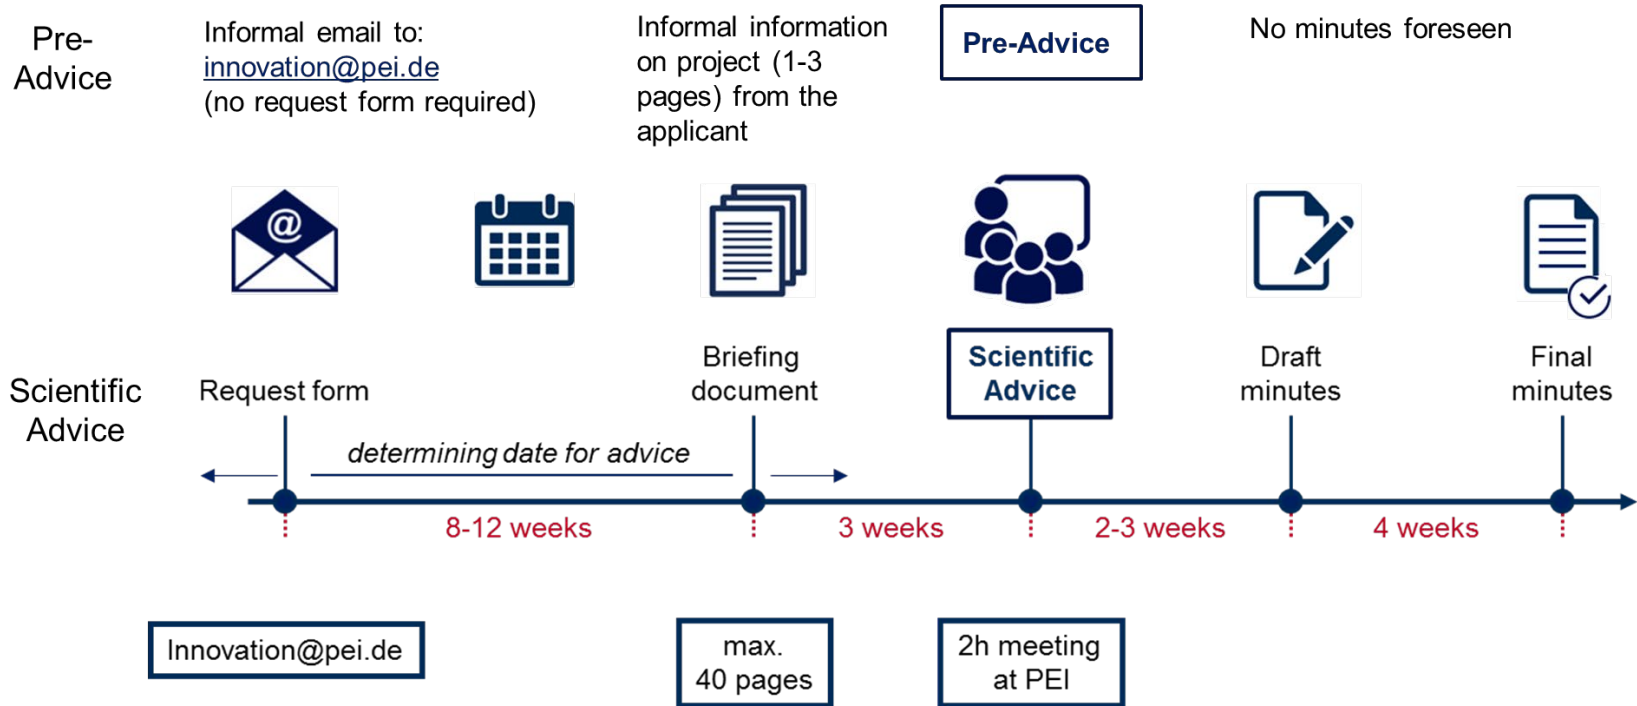 Pre-
Advice
Informal email to:
innovation@pei.de
(no request form required)
Informal information
on project (1-3
pages) from the
applicant
Pre-Advice
No minutes foreseen
@
Scientific
Advice
Request form
Briefing
document
Scientific
Advice
Draft
minutes
Final
minutes
determining date for advice
8-12 weeks
3 weeks
2-3 weeks
4 weeks
Innovation@pei.de
max.
40 pages
2h meeting
at PEI